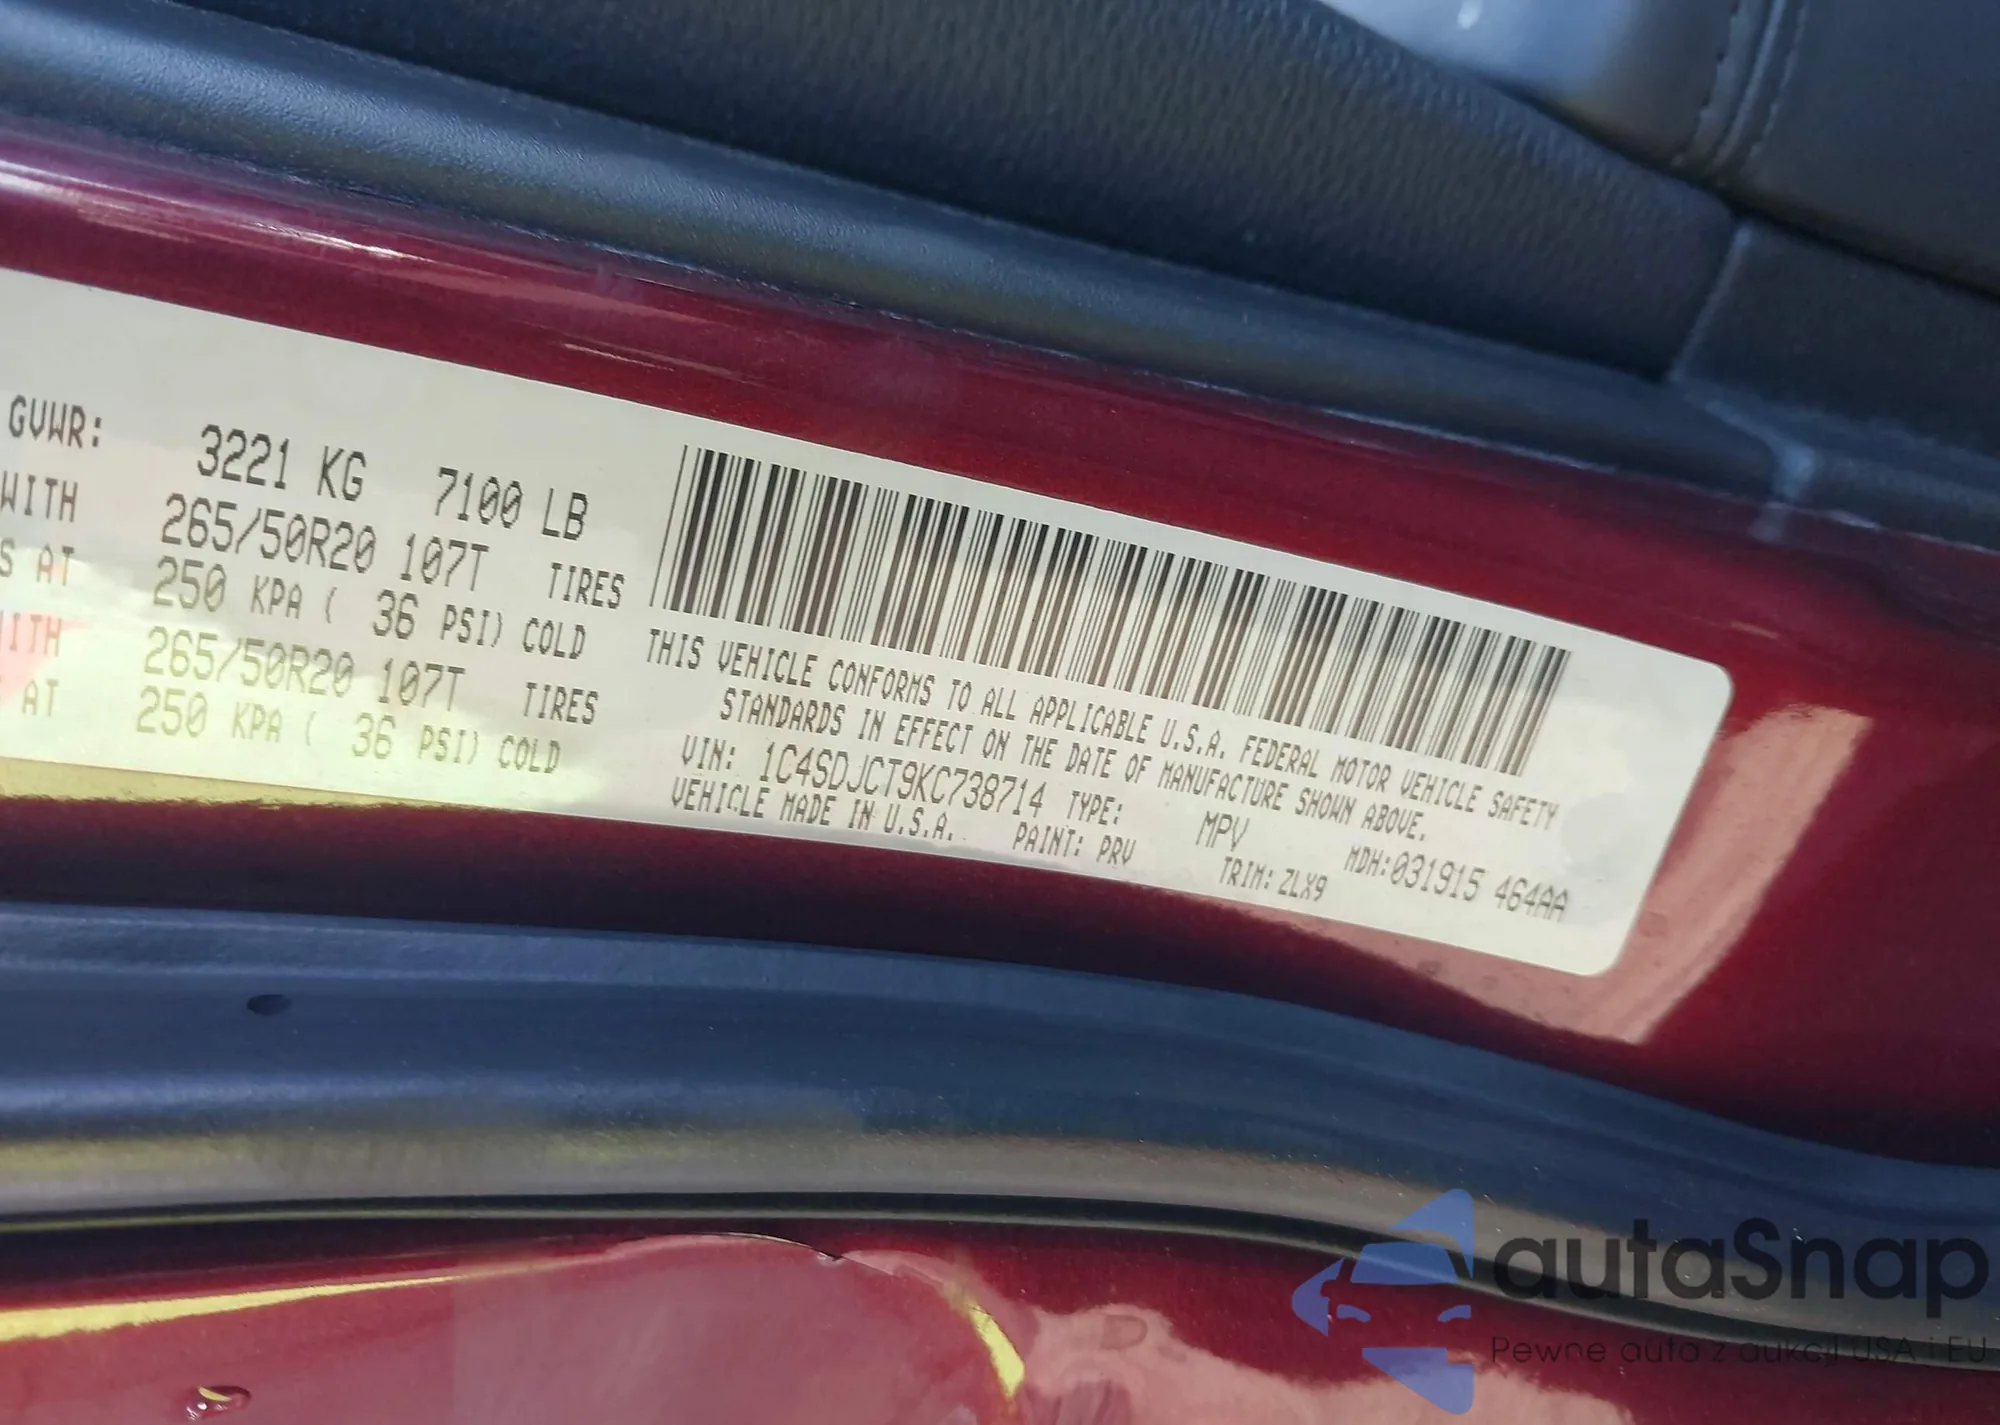 GVWR: 3221 KG 7100 LB
WITH 265/50R20 107T TIRES
S AT 250 KPA ( 36 PSI) COLD
WITH 265/50R20 107T TIRES
AT 250 KPA ( 36 PSI) COLD
THIS VEHICLE CONFORMS TO ALL APPLICABLE U.S.A. FEDERAL MOTOR VEHICLE SAFETY
STANDARDS IN EFFECT ON THE DATE OF MANUFACTURE SHOWN ABOVE.
VIN: 1C4SDJCT9KC738714 TYPE: MPV MDH:031915 464AA
VEHICLE MADE IN U.S.A. PAINT: PRV TRIM: ZLX9
autaSnap
Pewne auta z aukcji USA i EU